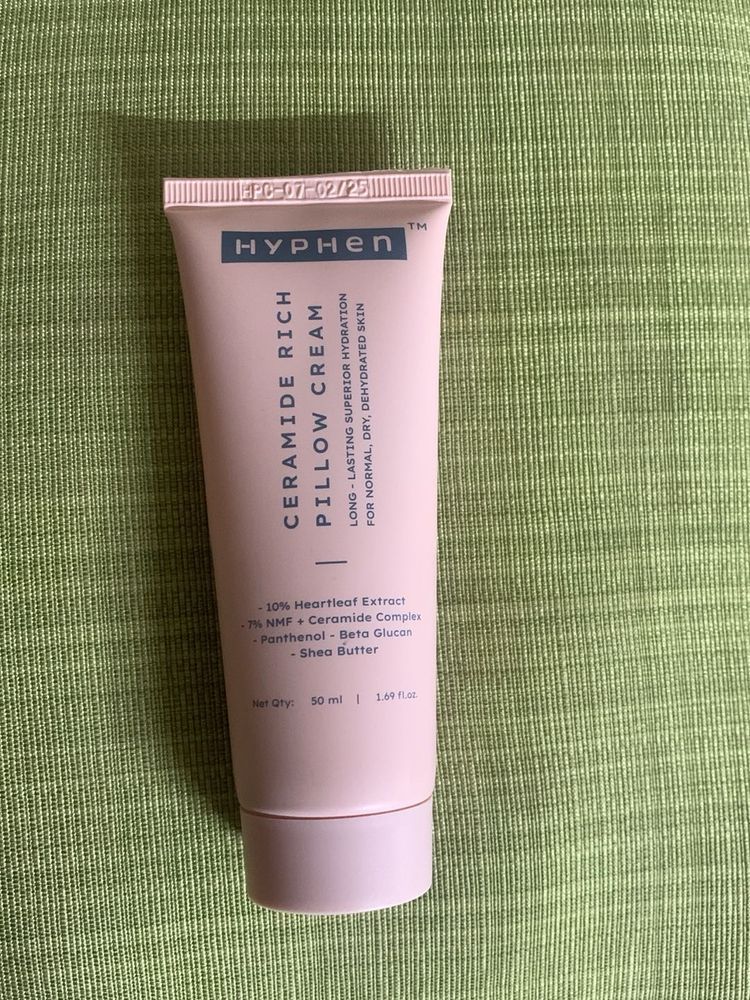 HPC-07-02/25
HYPHEN™
CERAMIDE RICH
PILLOW CREAM
LONG - LASTING SUPERIOR HYDRATION
FOR NORMAL, DRY, DEHYDRATED SKIN
- 10% Heartleaf Extract
- 7% NMF + Ceramide Complex
- Panthenol - Beta Glucan
- Shea Butter
Net Qty: 50 ml | 1.69 fl.oz.